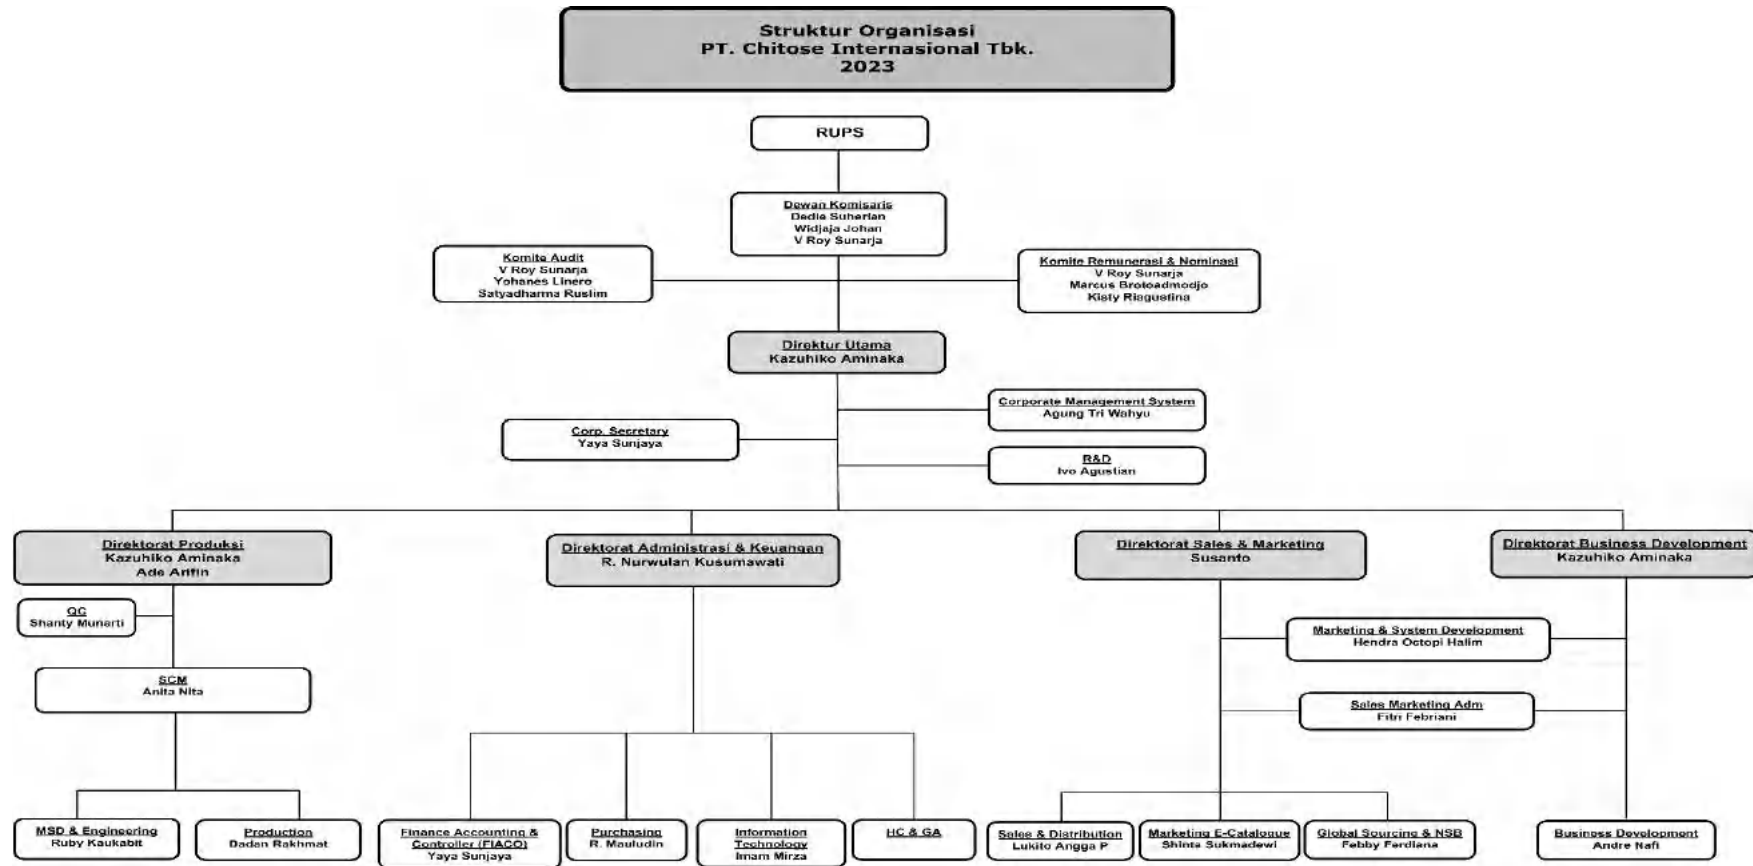 Struktur Organisasi
PT. Chitose Internasional Tbk.
2023
RUPS
Dewan Komisaris
Dedie Suherlan
Widjaja Johan
V Roy Sunarja
Komite Audit
V Roy Sunarja
Yohanes Linero
Satyadharma Ruslim
Komite Remunerasi & Nominasi
V Roy Sunarja
Marcus Brotoadmodjo
Kisty Riagustina
Direktur Utama
Kazuhiko Aminaka
Corporate Management System
Agung Tri Wahyu
Corp. Secretary
Yaya Sunjaya
R&D
Ivo Agustian
Direktorat Produksi
Kazuhiko Aminaka
Ade Arifin
Direktorat Administrasi & Keuangan
R. Nurwulan Kusumawati
Direktorat Sales & Marketing
Susanto
Direktorat Business Development
Kazuhiko Aminaka
QC
Shanty Munarti
Marketing & System Development
Hendra Octopi Halim
SCM
Anita Nita
Sales Marketing Adm
Fitri Febriani
MSD & Engineering
Ruby Kaukabit
Production
Dadan Rakhmat
Finance Accounting &
Controller (FIACO)
Yaya Sunjaya
Purchasing
R. Mauludin
Information
Technology
Imam Mirza
HC & GA
Sales & Distribution
Lukito Angga P
Marketing E-Catalogue
Shinta Sukmadewi
Global Sourcing & NSB
Febby Ferdiana
Business Development
Andre Nafi